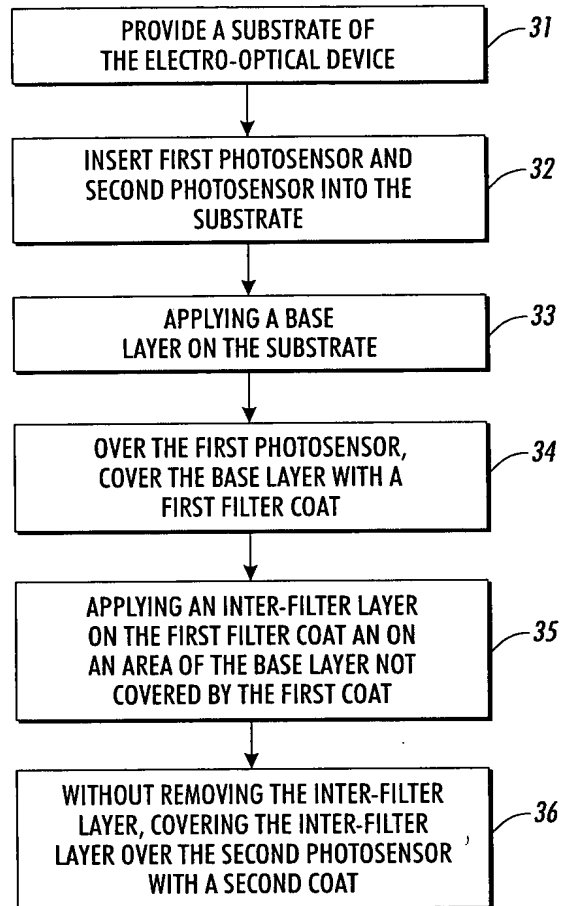 PROVIDE A SUBSTRATE OF
THE ELECTRO-OPTICAL DEVICE
31
INSERT FIRST PHOTOSENSOR AND
SECOND PHOTOSENSOR INTO THE
SUBSTRATE
32
APPLYING A BASE
LAYER ON THE SUBSTRATE
33
OVER THE FIRST PHOTOSENSOR,
COVER THE BASE LAYER WITH A
FIRST FILTER COAT
34
APPLYING AN INTER-FILTER LAYER
ON THE FIRST FILTER COAT AN ON
AN AREA OF THE BASE LAYER NOT
COVERED BY THE FIRST COAT
35
WITHOUT REMOVING THE INTER-FILTER
LAYER, COVERING THE INTER-FILTER
LAYER OVER THE SECOND PHOTOSENSOR
WITH A SECOND COAT
36